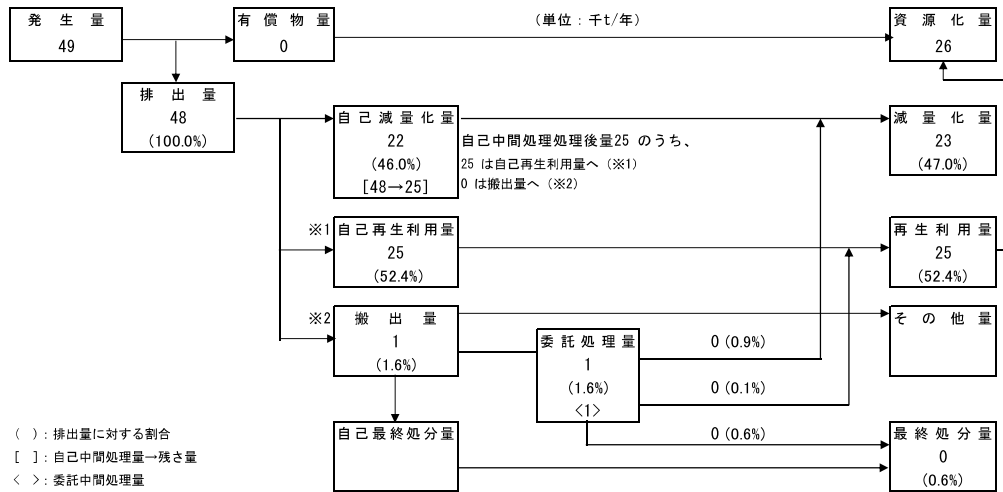 発生量
49
有償物量
0
（単位：千t/年）
資源化量
26
排出量
48
(100.0%)
自己減量化量
22
(46.0%)
[48→25]
自己中間処理処理後量25 のうち、
25 は自己再生利用量へ（※1）
0 は搬出量へ（※2）
減量化量
23
(47.0%)
※1
自己再生利用量
25
(52.4%)
再生利用量
25
(52.4%)
※2
搬出量
1
(1.6%)
委託処理量
1
(1.6%)
<1>
0 (0.9%)
0 (0.1%)
0 (0.6%)
その他量
自己最終処分量
最終処分量
0
(0.6%)
（　）：排出量に対する割合
［　］：自己中間処理量→残さ量
＜　＞：委託中間処理量